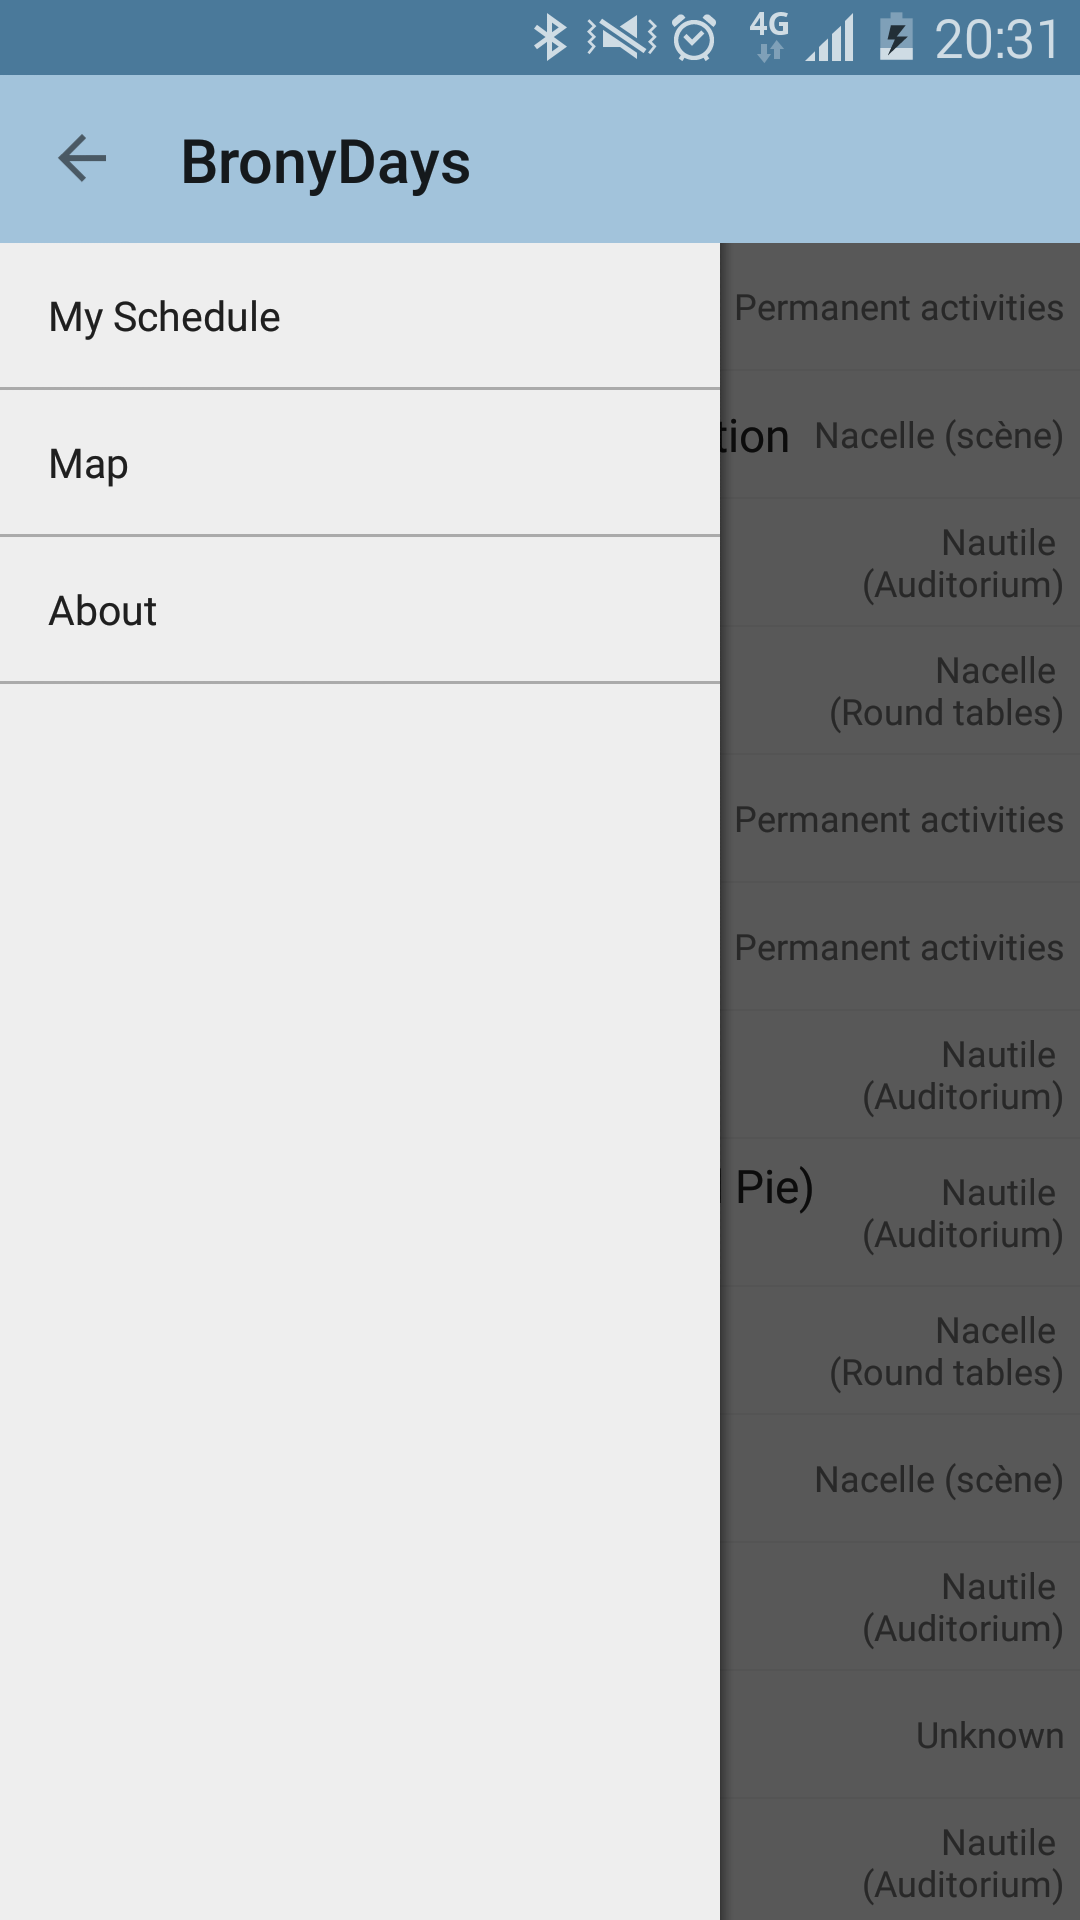 4G 20:31
BronyDays
My Schedule
Map
About
Permanent activities
tion Nacelle (scène)
Nautile
(Auditorium)
Nacelle
(Round tables)
Permanent activities
Permanent activities
Nautile
(Auditorium)
Pie) Nautile
(Auditorium)
Nacelle
(Round tables)
Nacelle (scène)
Nautile
(Auditorium)
Unknown
Nautile
(Auditorium)